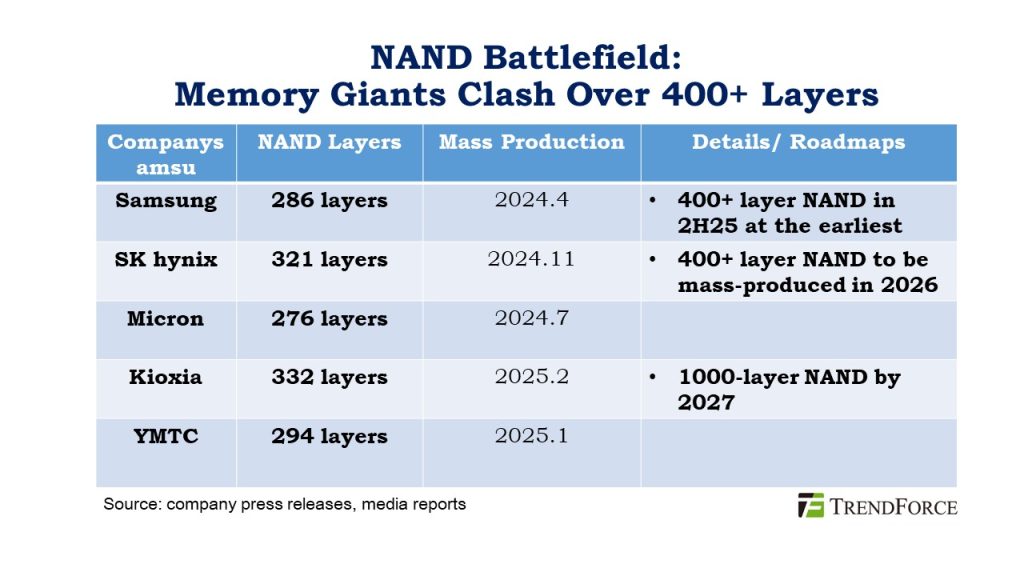 NAND Battlefield:
Memory Giants Clash Over 400+ Layers
Companys
amsu
NAND Layers
Mass Production
Details/ Roadmaps
Samsung
286 layers
2024.4
• 400+ layer NAND in
2H25 at the earliest
SK hynix
321 layers
2024.11
• 400+ layer NAND to be
mass-produced in 2026
Micron
276 layers
2024.7
Kioxia
332 layers
2025.2
• 1000-layer NAND by
2027
YMTC
294 layers
2025.1
Source: company press releases, media reports
TRENDFORCE